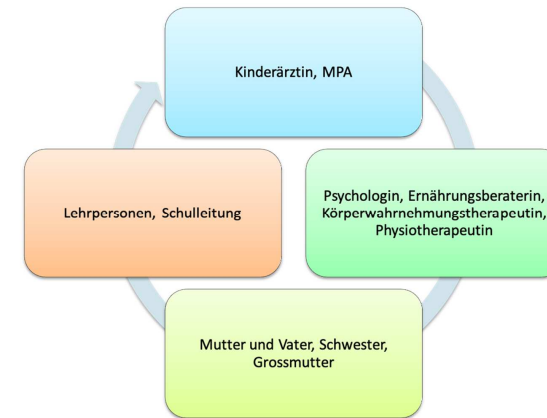 Kinderärztin, MPA
Psychologin, Ernährungsberaterin,
Körperwahrnehmungstherapeutin,
Physiotherapeutin
Mutter und Vater, Schwester,
Grossmutter
Lehrpersonen, Schulleitung